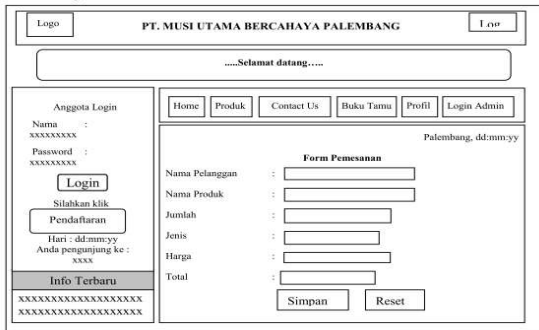 Logo
PT. MUSI UTAMA BERCAHAYA PALEMBANG
Log
.....Selamat datang.....
Anggota Login
Nama :
xxxxxxxxx
Password :
xxxxxxxxx
Login
Silahkan klik
Pendaftaran
Hari : dd:mm:yy
Anda pengunjung ke :
xxxx
Info Terbaru
xxxxxxxxxxxxxxxxxxx
xxxxxxxxxxxxxxxxxxx
Home Produk Contact Us Buku Tamu Profil Login Admin
Palembang, dd:mm:yy
Form Pemesanan
Nama Pelanggan :
Nama Produk :
Jumlah :
Jenis :
Harga :
Total :
Simpan Reset